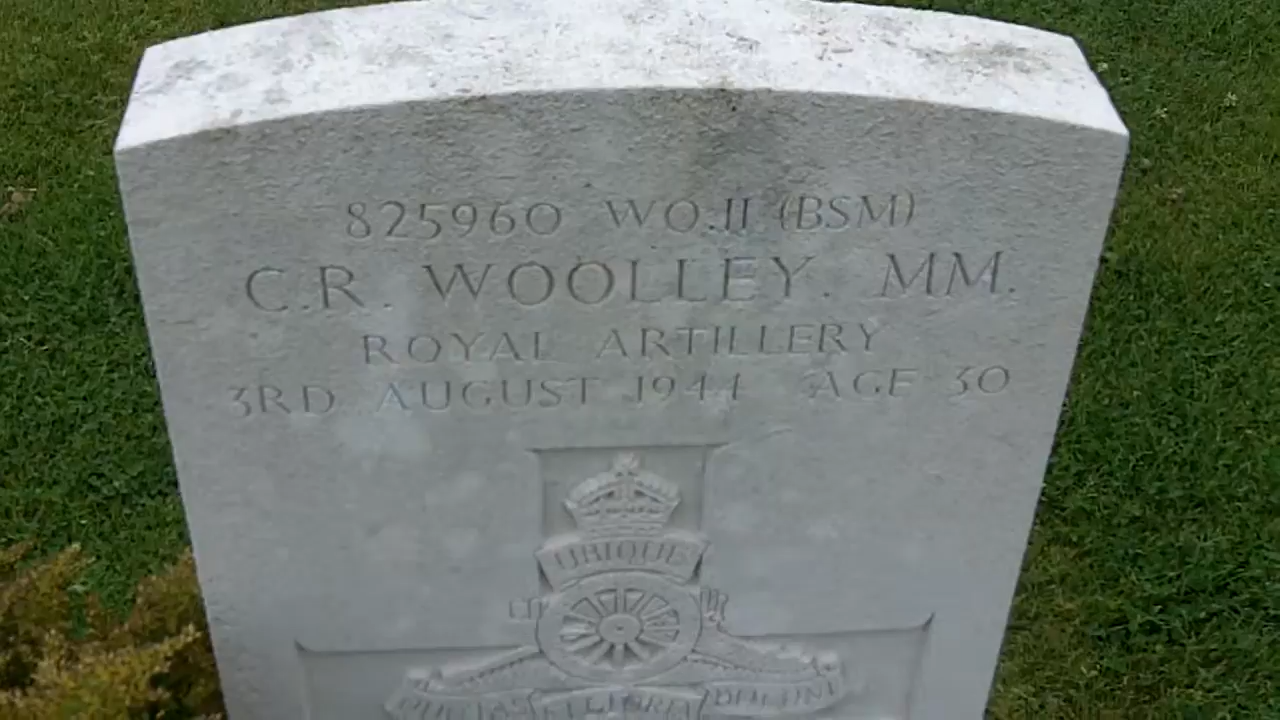 825960 WO.II (BSM)
C.R. WOOLLEY. MM.
ROYAL ARTILLERY
3RD AUGUST 1944 AGE 30
UBIQUE